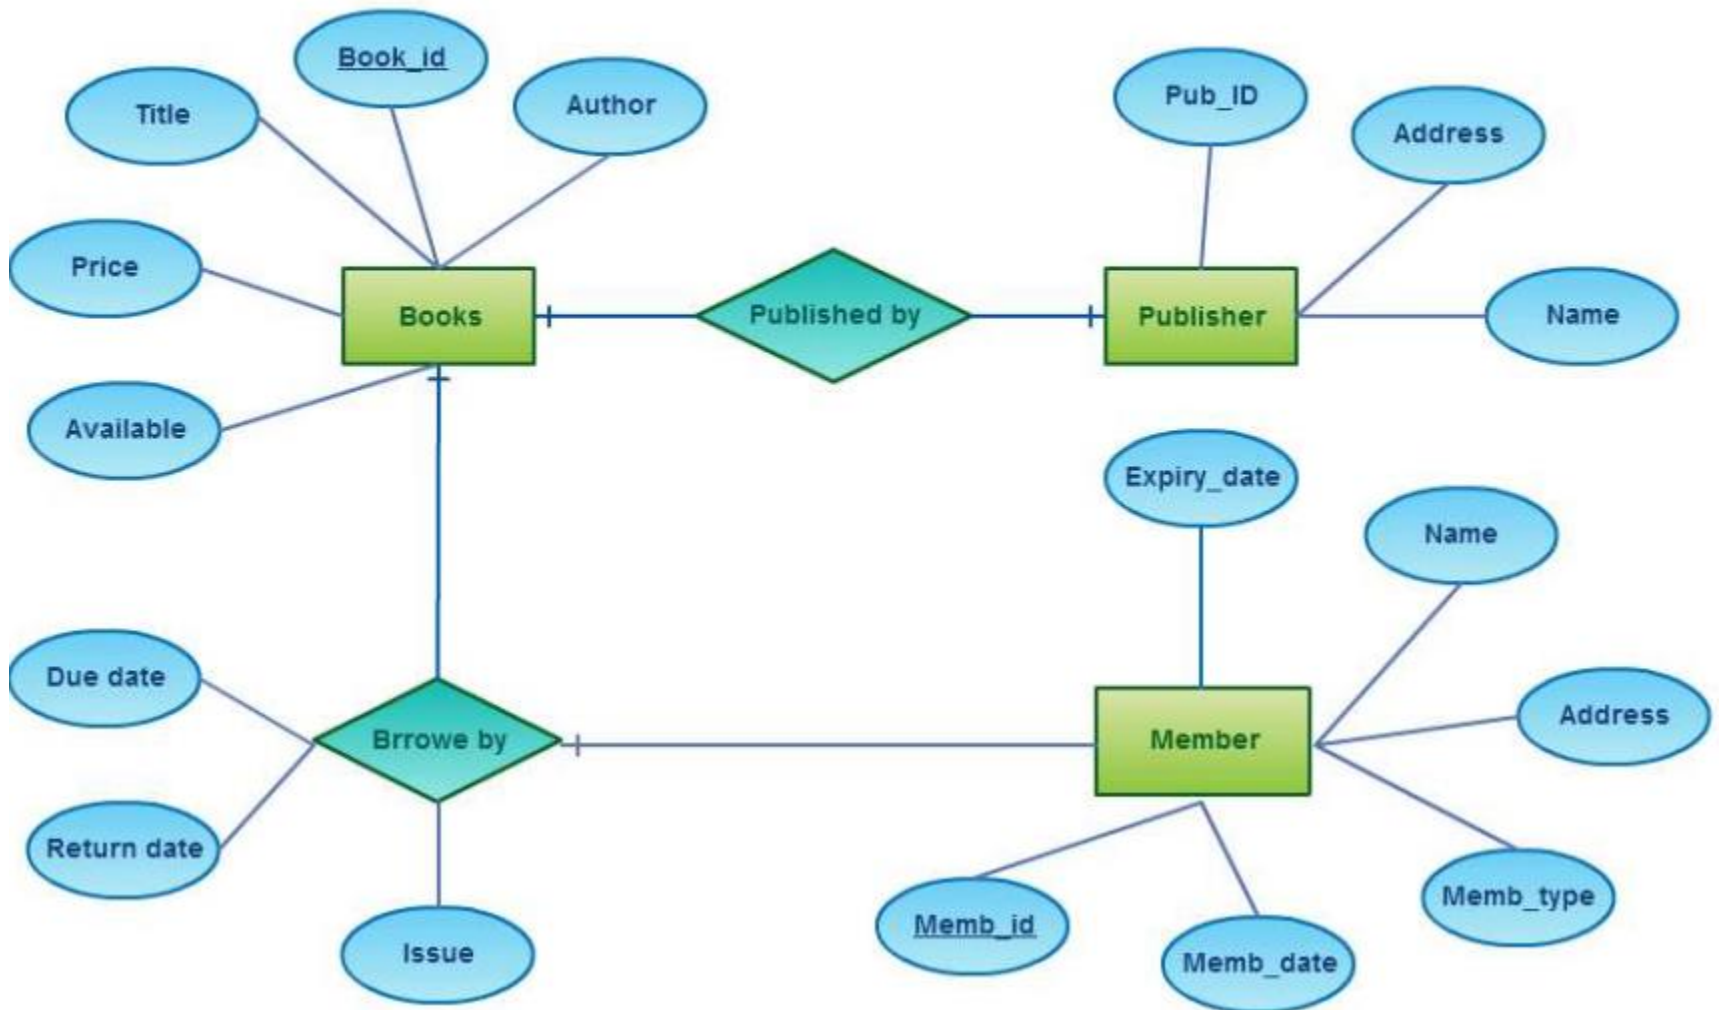 Book_id
Title
Author
Pub_ID
Address
Price
Books
Published by
Publisher
Name
Available
Expiry_date
Name
Due date
Brrowe by
Member
Address
Return date
Memb_type
Issue
Memb_id
Memb_date